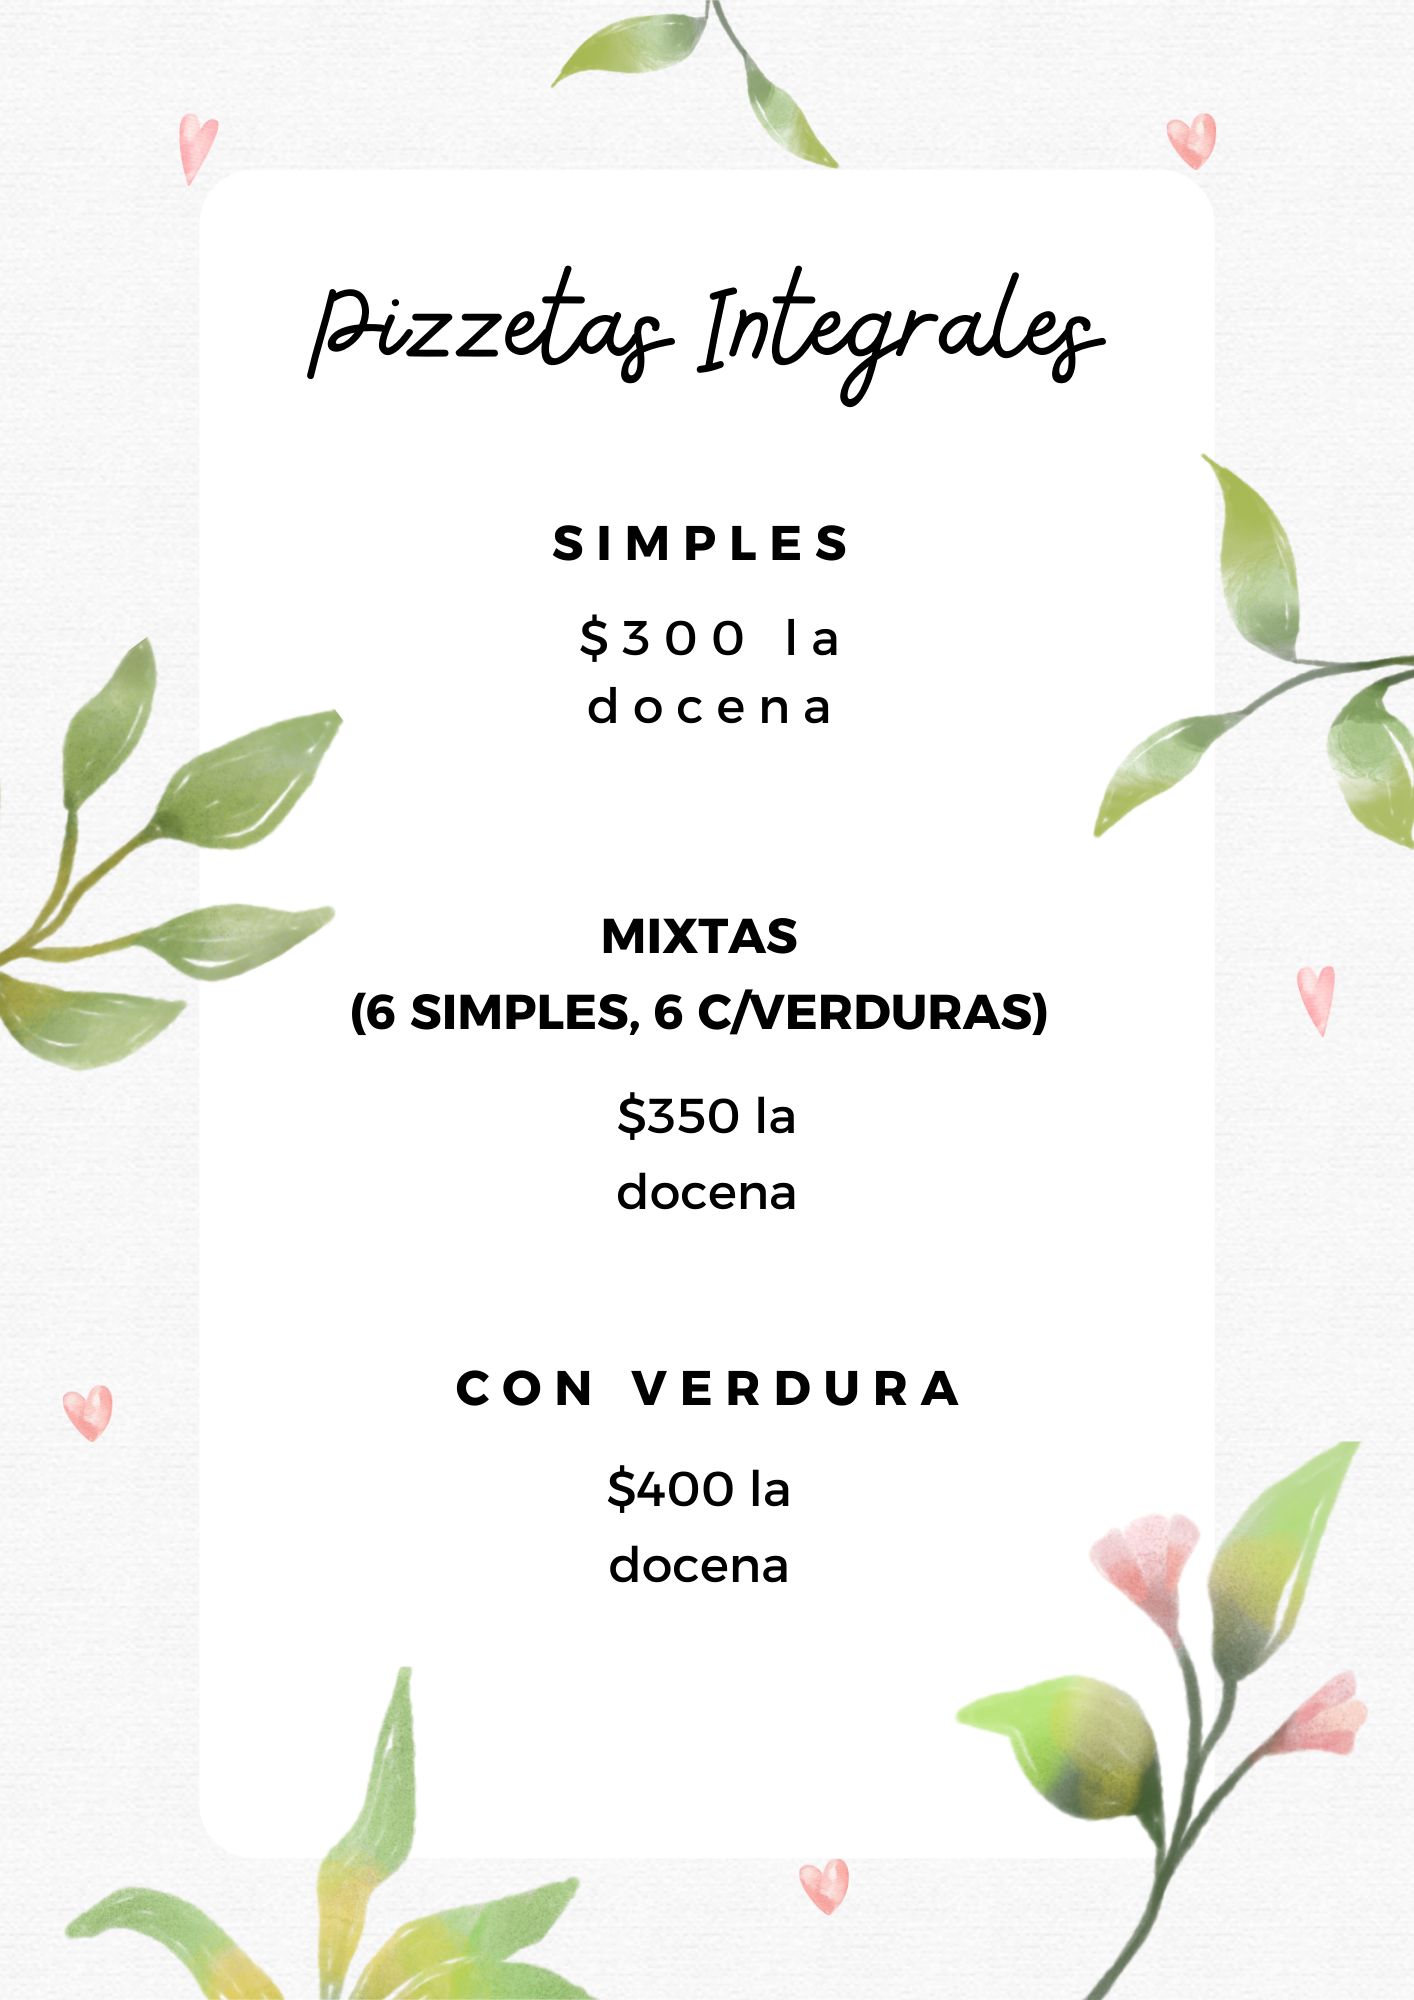 Pizzetas Integrales
SIMPLES
$300 la
docena
MIXTAS
(6 SIMPLES, 6 C/VERDURAS)
$350 la
docena
CON VERDURA
$400 la
docena